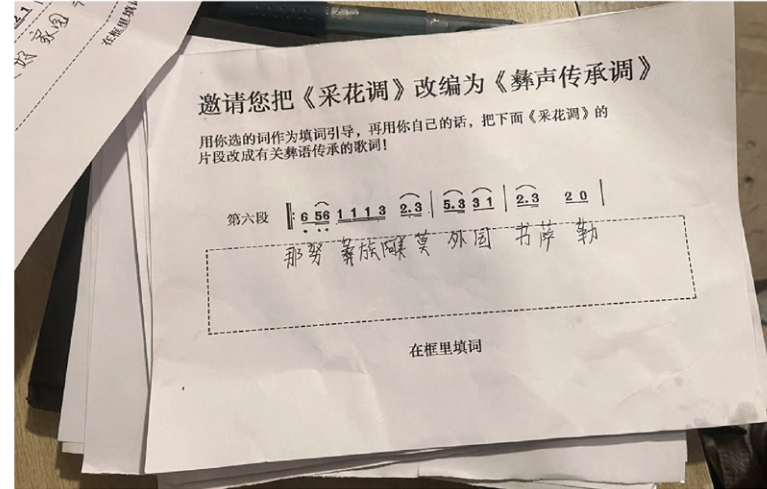 好 家园
在框里填词
邀请您把《采花调》改编为《彝声传承调》
用你选的词作为填词引导，再用你自己的话，把下面《采花调》的
片段改成有关彝语传承的歌词！
第六段 6 56 1 1 1 3 2.3 | 5.3 3 1 | 2.3 2 0 |
那努 彝族 莫 外国 书萨 勒
在框里填词